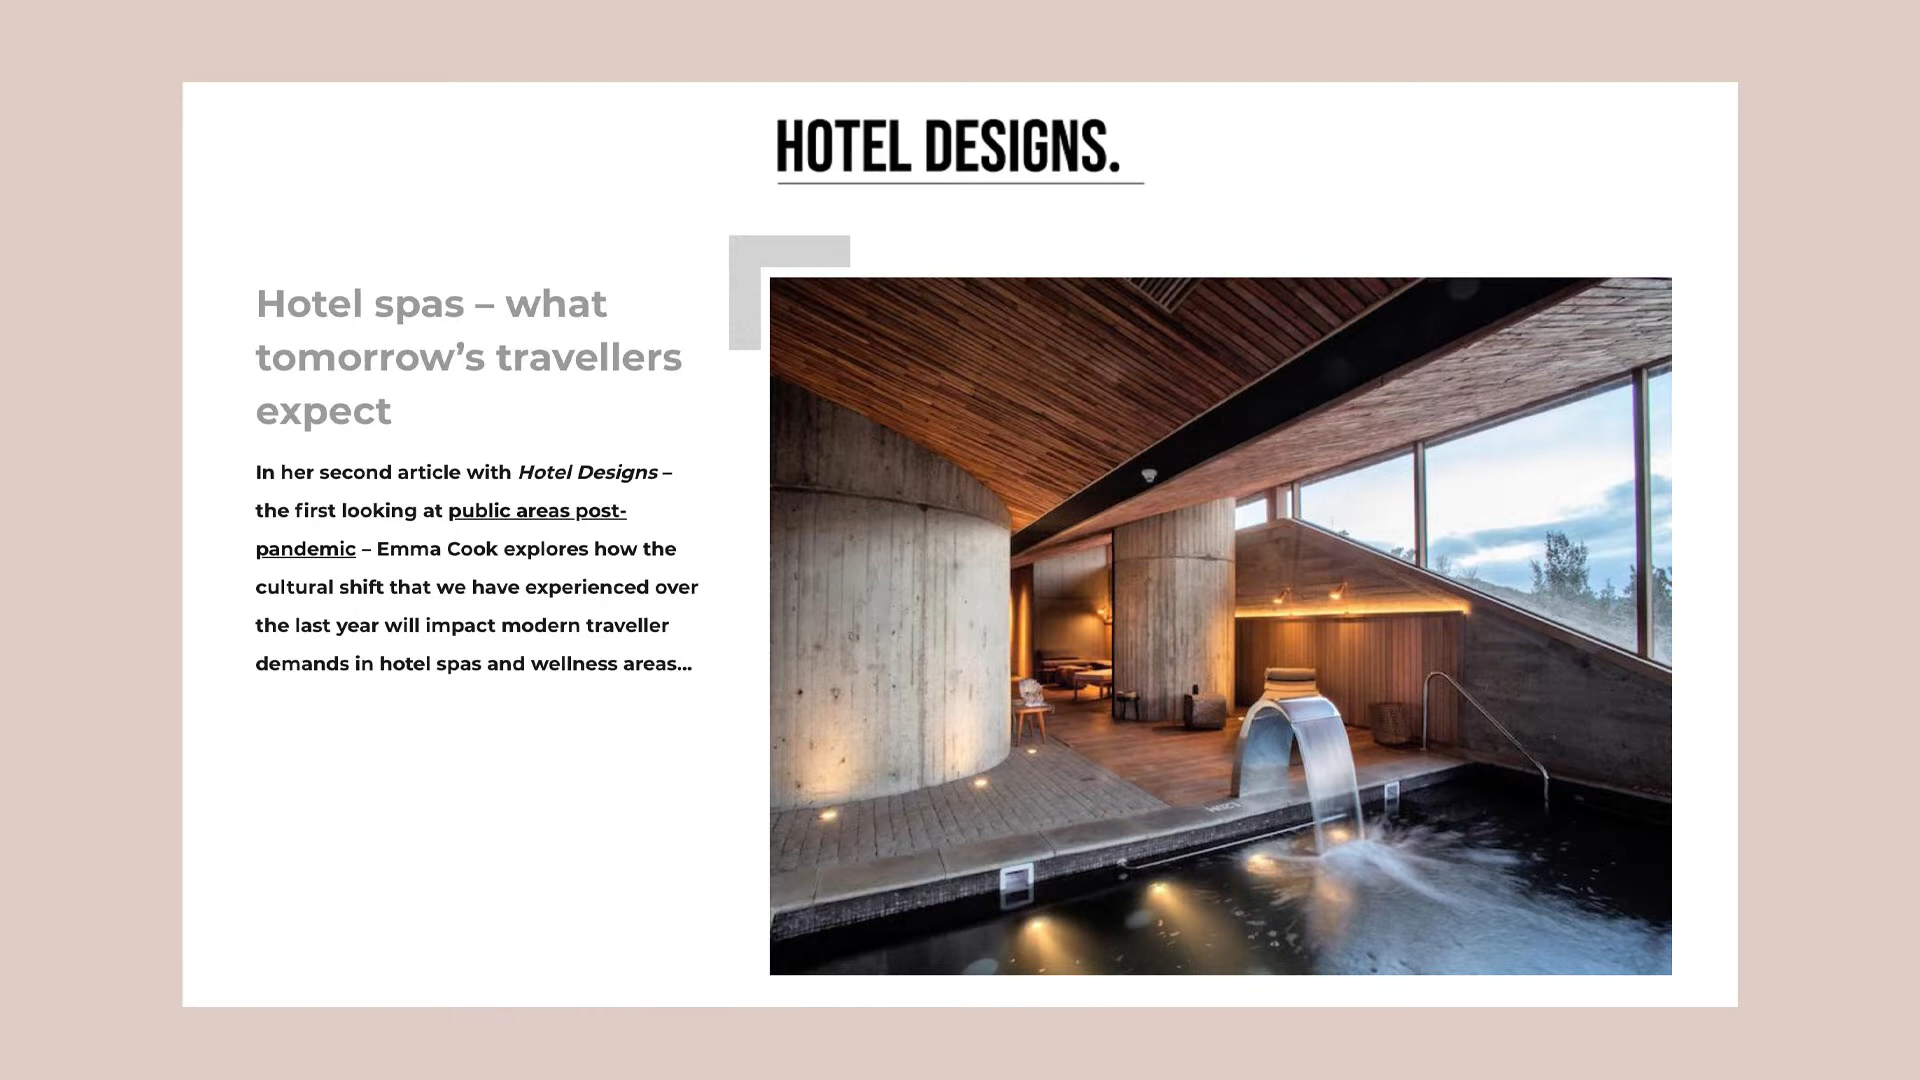 HOTEL DESIGNS.
Hotel spas – what
tomorrow’s travellers
expect
In her second article with Hotel Designs –
the first looking at public areas post-
pandemic – Emma Cook explores how the
cultural shift that we have experienced over
the last year will impact modern traveller
demands in hotel spas and wellness areas…